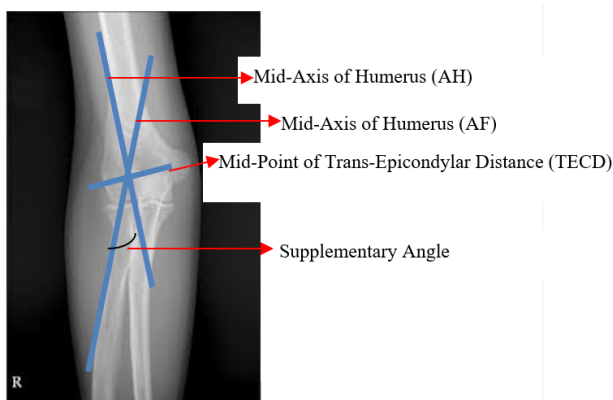 Mid-Axis of Humerus (AH)
Mid-Axis of Humerus (AF)
Mid-Point of Trans-Epicondylar Distance (TECD)
Supplementary Angle
R